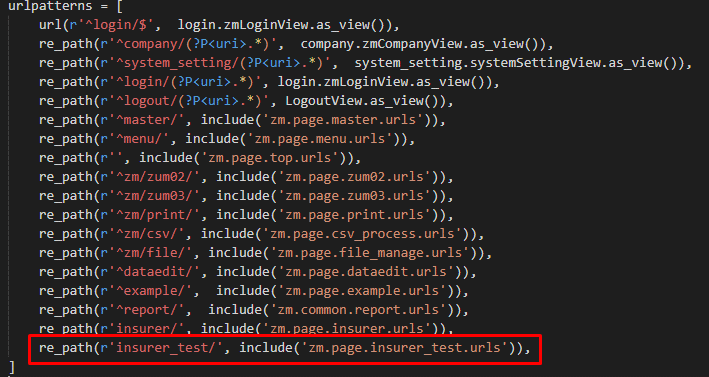 urlpatterns = [
    url(r'^login/$',  login.zmLoginView.as_view()),
    re_path(r'^company/(?P<uri>.*)',  company.zmCompanyView.as_view()),
    re_path(r'^system_setting/(?P<uri>.*)',  system_setting.systemSettingView.as_view()),
    re_path(r'^login/(?P<uri>.*)', login.zmLoginView.as_view()),
    re_path(r'^logout/(?P<uri>.*)', LogoutView.as_view()),
    re_path(r'^master/', include('zm.page.master.urls')),
    re_path(r'^menu/', include('zm.page.menu.urls')),
    re_path(r'', include('zm.page.top.urls')),
    re_path(r'^zm/zum02/', include('zm.page.zum02.urls')),
    re_path(r'^zm/zum03/', include('zm.page.zum03.urls')),
    re_path(r'^zm/print/', include('zm.page.print.urls')),
    re_path(r'^zm/csv/', include('zm.page.csv_process.urls')),
    re_path(r'^zm/file/', include('zm.page.file_manage.urls')),
    re_path(r'^dataedit/', include('zm.page.dataedit.urls')),
    re_path(r'^example/',  include('zm.page.example.urls')),
    re_path(r'^report/',  include('zm.common.report.urls')),
    re_path(r'insurer/', include('zm.page.insurer.urls')),
    re_path(r'insurer_test/', include('zm.page.insurer_test.urls')),
]